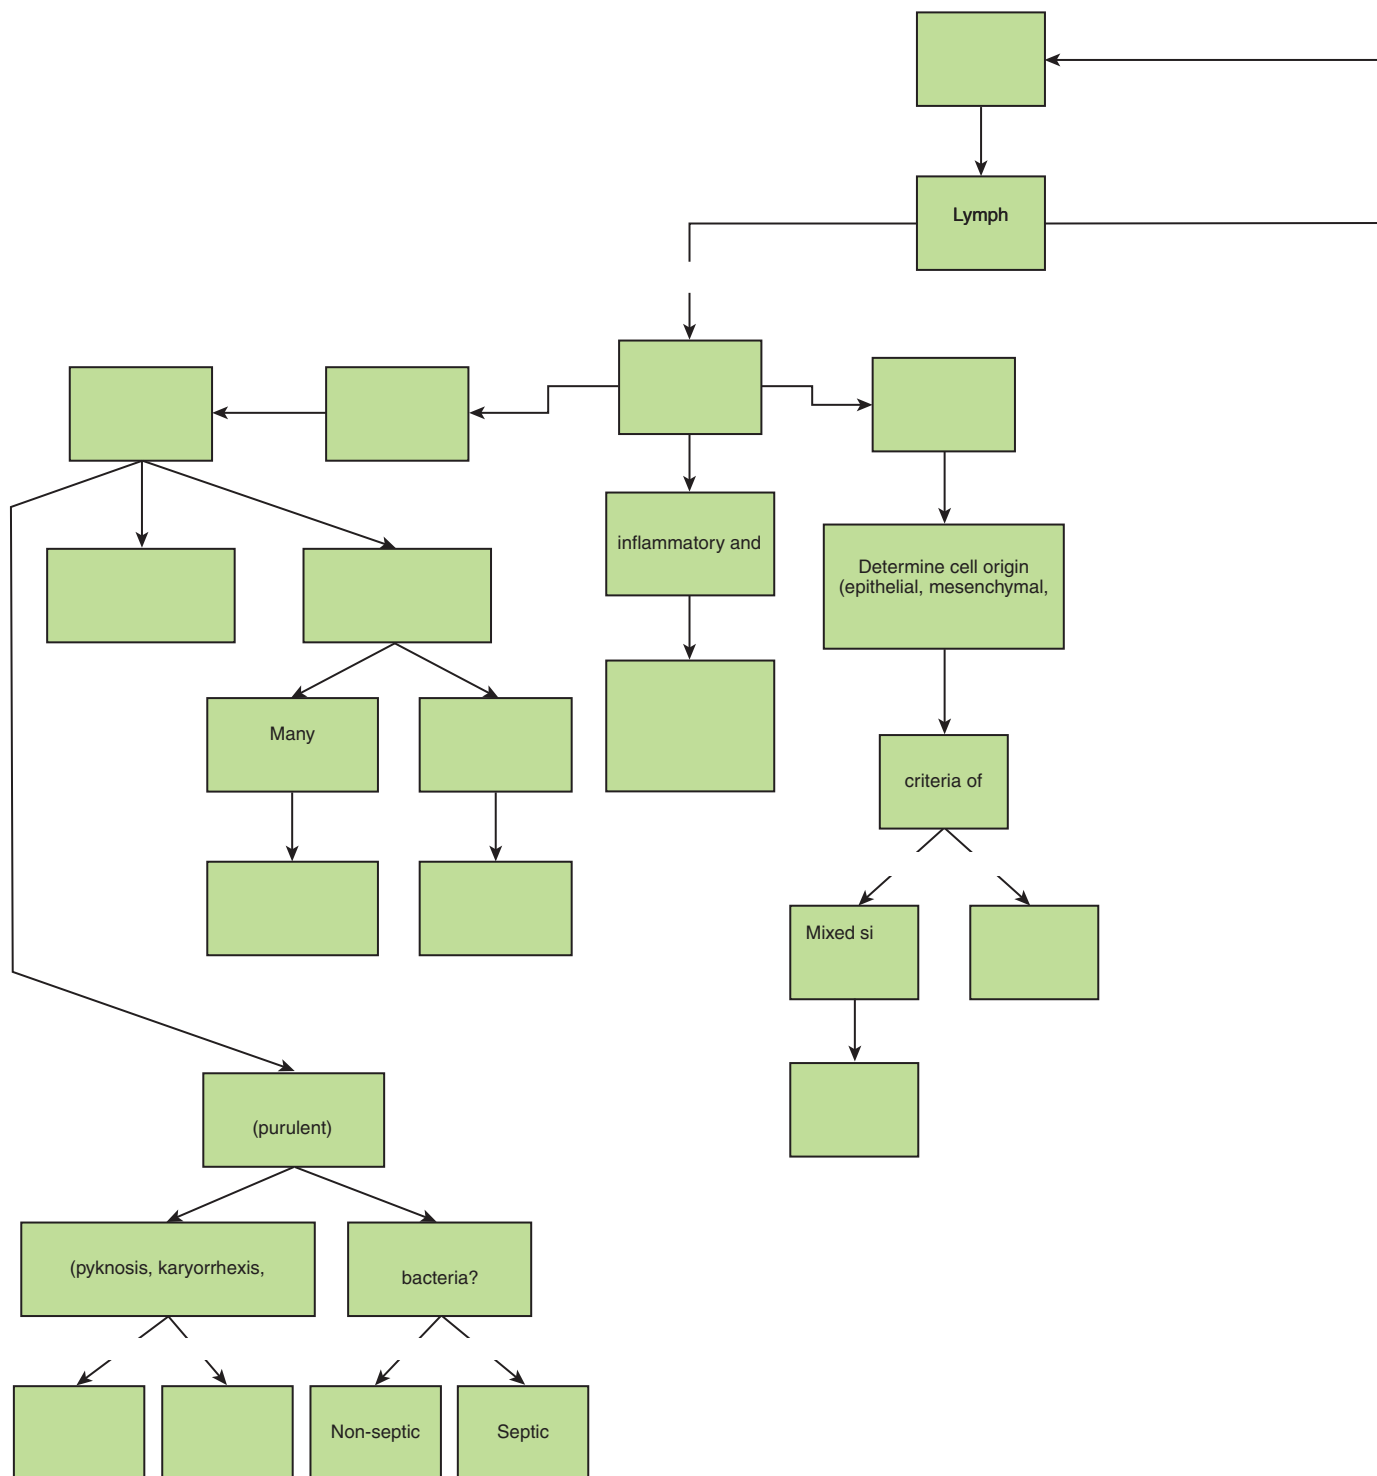 Lymph
inflammatory and
Determine cell origin
(epithelial, mesenchymal,
Many
criteria of
Mixed si
(purulent)
(pyknosis, karyorrhexis,
bacteria?
Non-septic
Septic